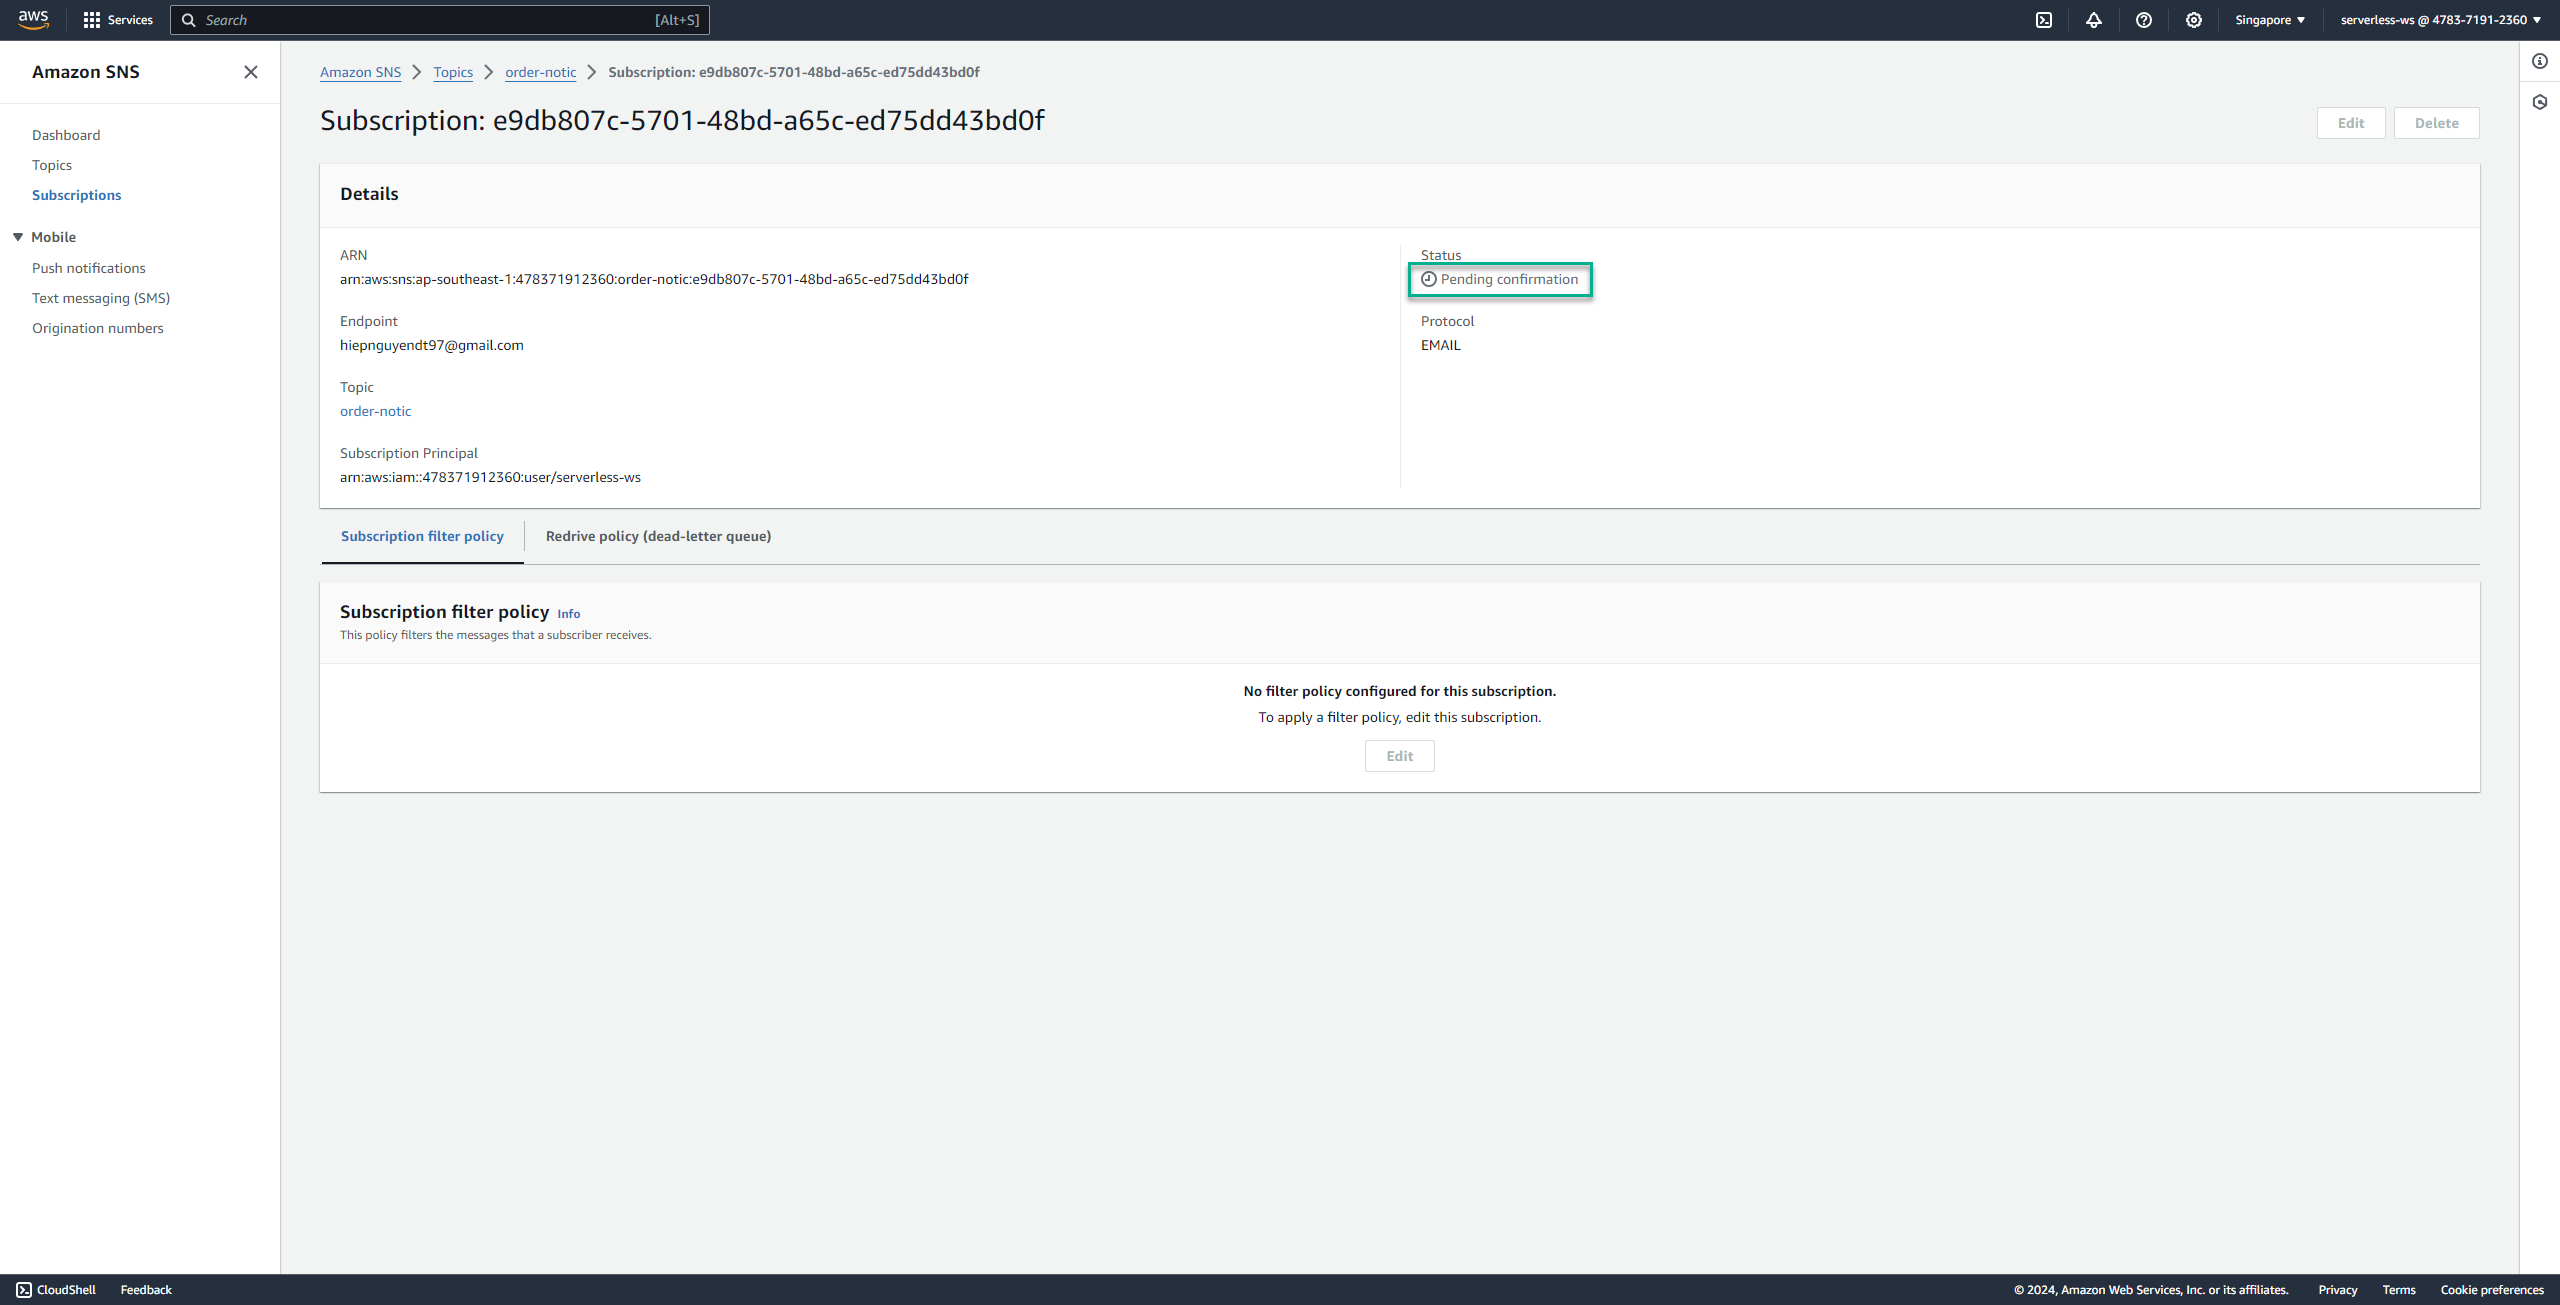 aws
Services
Search
[Alt+S]
Singapore
serverless-ws @ 4783-7191-2360
Amazon SNS
Dashboard
Topics
Subscriptions
Mobile
Push notifications
Text messaging (SMS)
Origination numbers
Amazon SNS
Topics
order-notic
Subscription: e9db807c-5701-48bd-a65c-ed75dd43bd0f
Subscription: e9db807c-5701-48bd-a65c-ed75dd43bd0f
Edit
Delete
Details
ARN
arn:aws:sns:ap-southeast-1:478371912360:order-notic:e9db807c-5701-48bd-a65c-ed75dd43bd0f
Endpoint
hiepnguyendt97@gmail.com
Topic
order-notic
Subscription Principal
arn:aws:iam::478371912360:user/serverless-ws
Status
Pending confirmation
Protocol
EMAIL
Subscription filter policy
Redrive policy (dead-letter queue)
Subscription filter policy Info
This policy filters the messages that a subscriber receives.
No filter policy configured for this subscription.
To apply a filter policy, edit this subscription.
Edit
CloudShell
Feedback
© 2024, Amazon Web Services, Inc. or its affiliates.
Privacy
Terms
Cookie preferences